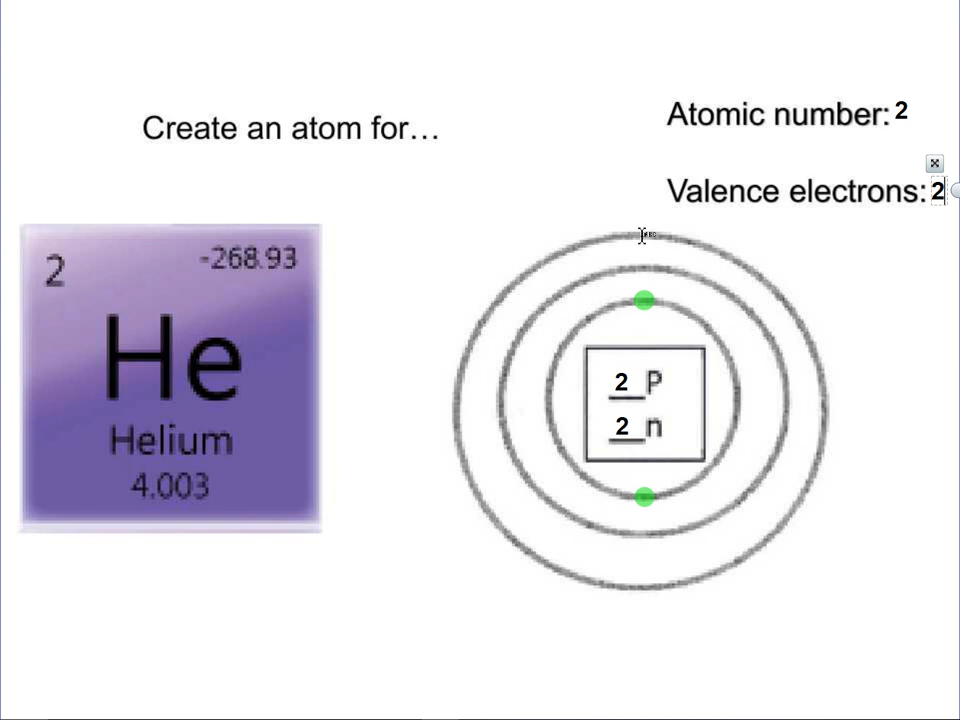 Create an atom for…
Atomic number: 2
Valence electrons: 2
2
-268.93
He
Helium
4.003
2 P
2 n